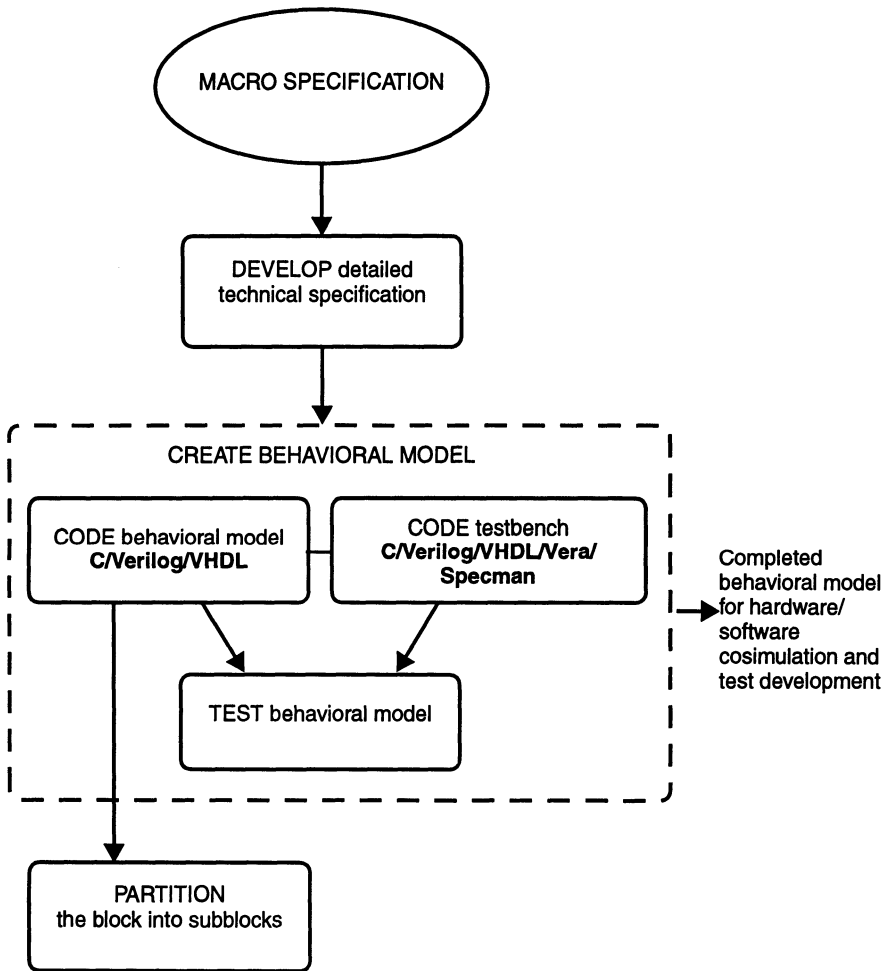 MACRO SPECIFICATION
DEVELOP detailed
technical specification
CREATE BEHAVIORAL MODEL
CODE behavioral model
C/Verilog/VHDL
CODE testbench
C/Verilog/VHDL/Vera/
Specman
Completed
behavioral model
for hardware/
software
cosimulation and
test development
TEST behavioral model
PARTITION
the block into subblocks